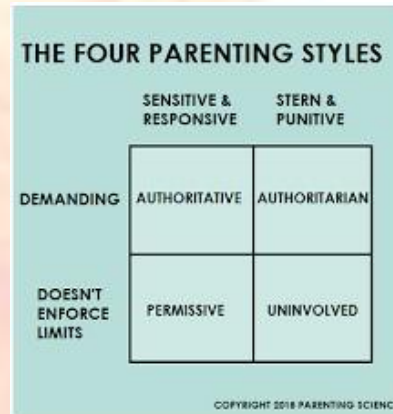 THE FOUR PARENTING STYLES
SENSITIVE & RESPONSIVE
STERN & PUNITIVE
DEMANDING
AUTHORITATIVE
AUTHORITARIAN
DOESN'T ENFORCE LIMITS
PERMISSIVE
UNINVOLVED
COPYRIGHT 2018 PARENTING SCIENC